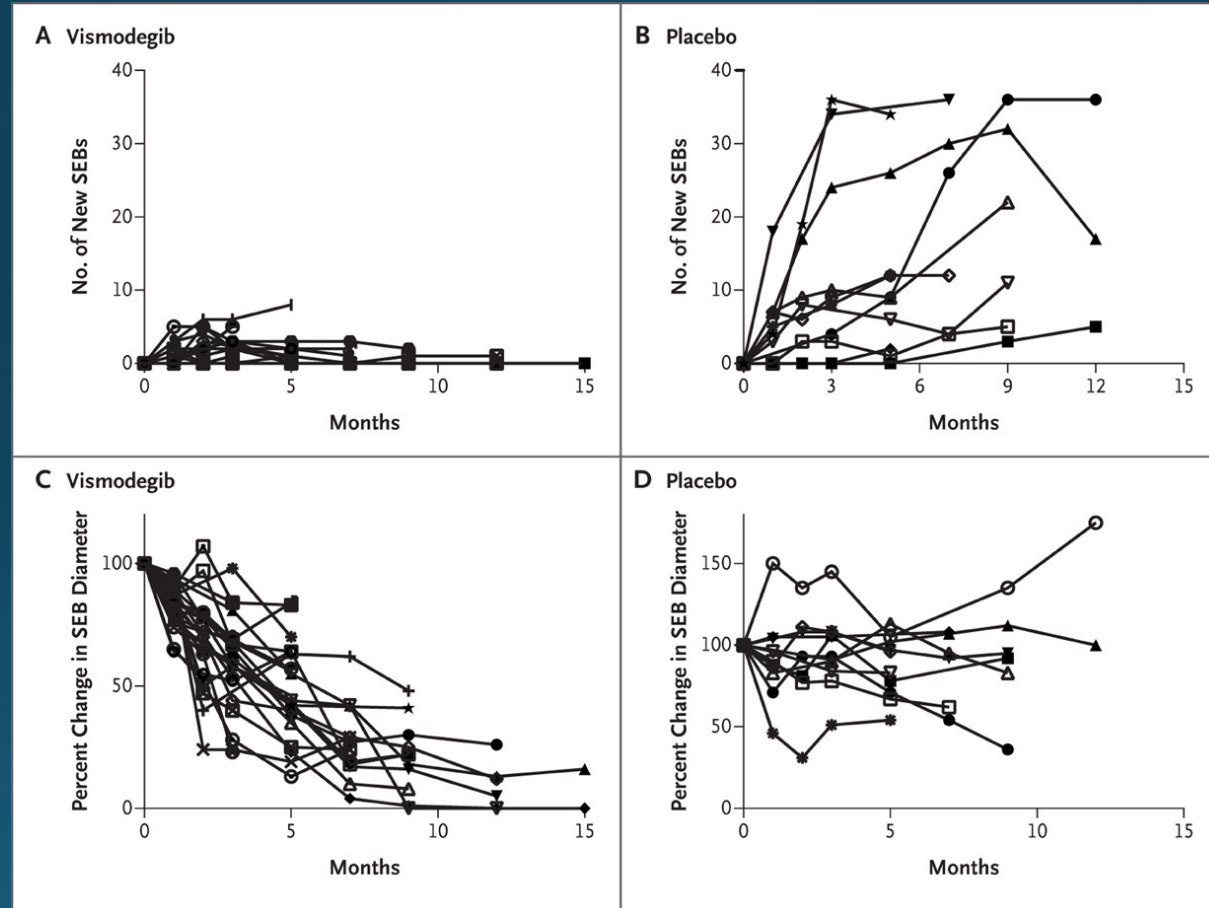 A Vismodegib
No. of New SEBs
40
30
20
10
0
0 5 10 15
Months
B Placebo
No. of New SEBs
40
30
20
10
0
0 3 6 9 12 15
Months
C Vismodegib
Percent Change in SEB Diameter
100
50
0
0 5 10 15
Months
D Placebo
Percent Change in SEB Diameter
150
100
50
0
0 5 10 15
Months